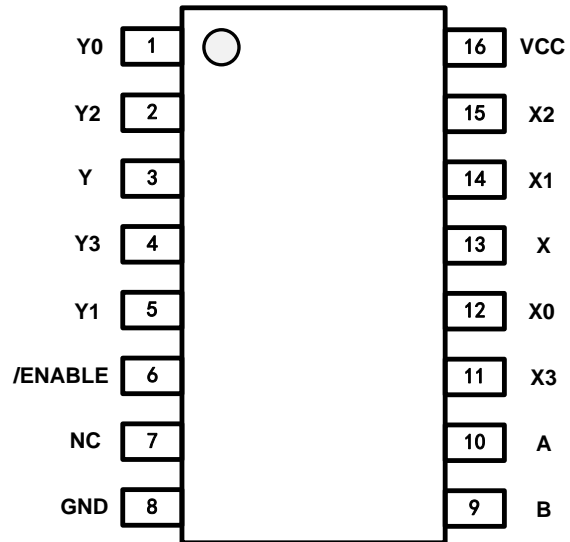 Y0 1 16 VCC
Y2 2 15 X2
Y 3 14 X1
Y3 4 13 X
Y1 5 12 X0
/ENABLE 6 11 X3
NC 7 10 A
GND 8 9 B